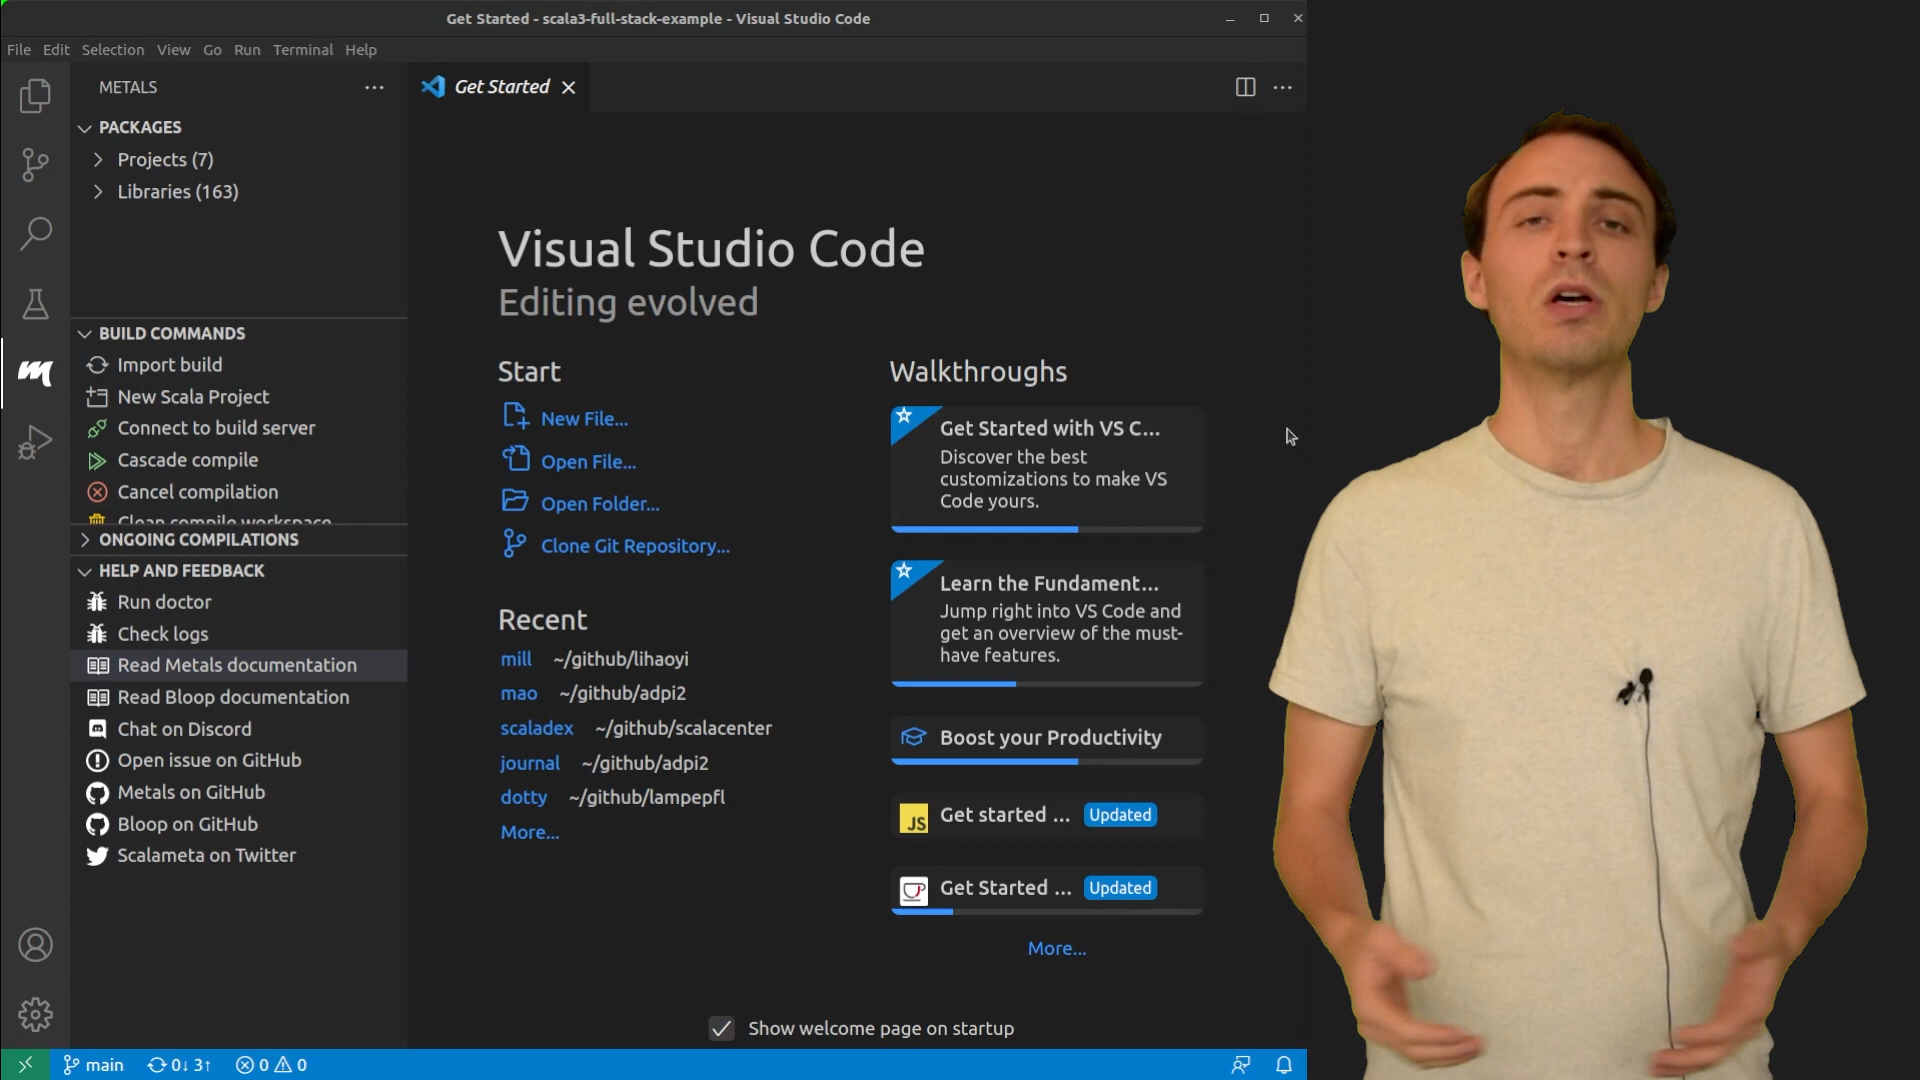 Get Started - scala3-full-stack-example - Visual Studio Code
File Edit Selection View Go Run Terminal Help
METALS
PACKAGES
Projects (7)
Libraries (163)
BUILD COMMANDS
Import build
New Scala Project
Connect to build server
Cascade compile
Cancel compilation
Clean compile workspace
ONGOING COMPILATIONS
HELP AND FEEDBACK
Run doctor
Check logs
Read Metals documentation
Read Bloop documentation
Chat on Discord
Open issue on GitHub
Metals on GitHub
Bloop on GitHub
Scalameta on Twitter
Get Started
Visual Studio Code
Editing evolved
Start
New File...
Open File...
Open Folder...
Clone Git Repository...
Recent
mill ~/github/lihaoyi
mao ~/github/adpi2
scaladex ~/github/scalacenter
journal ~/github/adpi2
dotty ~/github/lampepfl
More...
Walkthroughs
Get Started with VS C...
Discover the best
customizations to make VS
Code yours.
Learn the Fundament...
Jump right into VS Code and
get an overview of the must-
have features.
Boost your Productivity
JS Get started ... Updated
Get Started ... Updated
More...
Show welcome page on startup
main 0↓ 3↑ 0 0